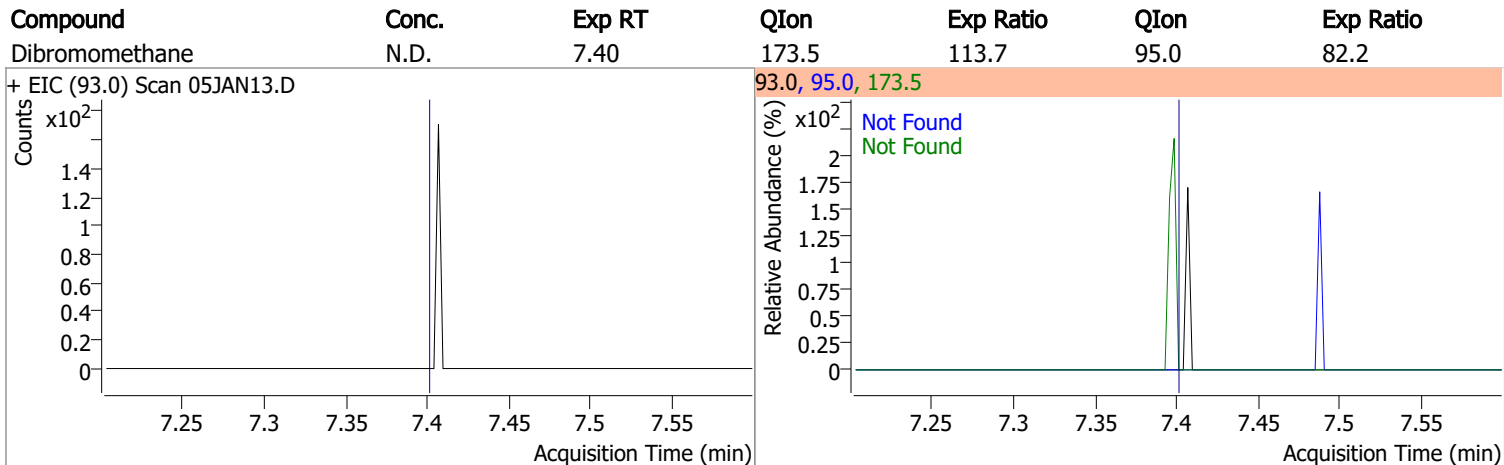 Compound Conc. Exp RT QIon Exp Ratio QIon Exp Ratio
Dibromomethane N.D. 7.40 173.5 113.7 95.0 82.2
+ EIC (93.0) Scan 05JAN13.D
Counts
x10²
1.4
1.2
1
0.8
0.6
0.4
0.2
0
7.25 7.3 7.35 7.4 7.45 7.5 7.55
Acquisition Time (min)
93.0, 95.0, 173.5
Relative Abundance (%)
x10²
Not Found
Not Found
2
1.75
1.5
1.25
1
0.75
0.5
0.25
0
7.25 7.3 7.35 7.4 7.45 7.5 7.55
Acquisition Time (min)